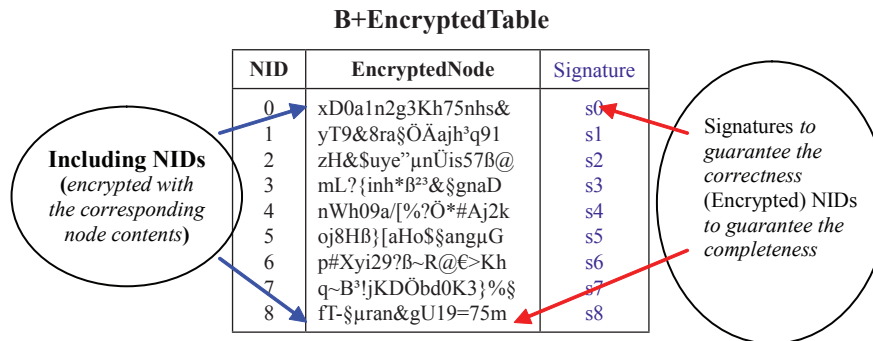 B+EncryptedTable
NID EncryptedNode Signature
0 xD0a1n2g3Kh75nhs& s0
1 yT9&8ra§ÖÄajh³q91 s1
2 zH&$uye”µnÜis57ß@ s2
3 mL?{inh*ß²³&§gnaD s3
4 nWh09a/[%?Ö*#Aj2k s4
5 oj8Hß}[aHo$§angµG s5
6 p#Xyi29?ß~R@€>Kh s6
7 q~B³!jKDÖbd0K3}%§ s7
8 fT-§µran&gU19=75m s8
Including NIDs
(encrypted with
the corresponding
node contents)
Signatures to
guarantee the
correctness
(Encrypted) NIDs
to guarantee the
completeness